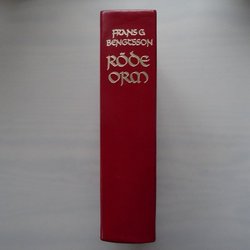 FRANS G.
BENGTSSON
RÖDE
ORM